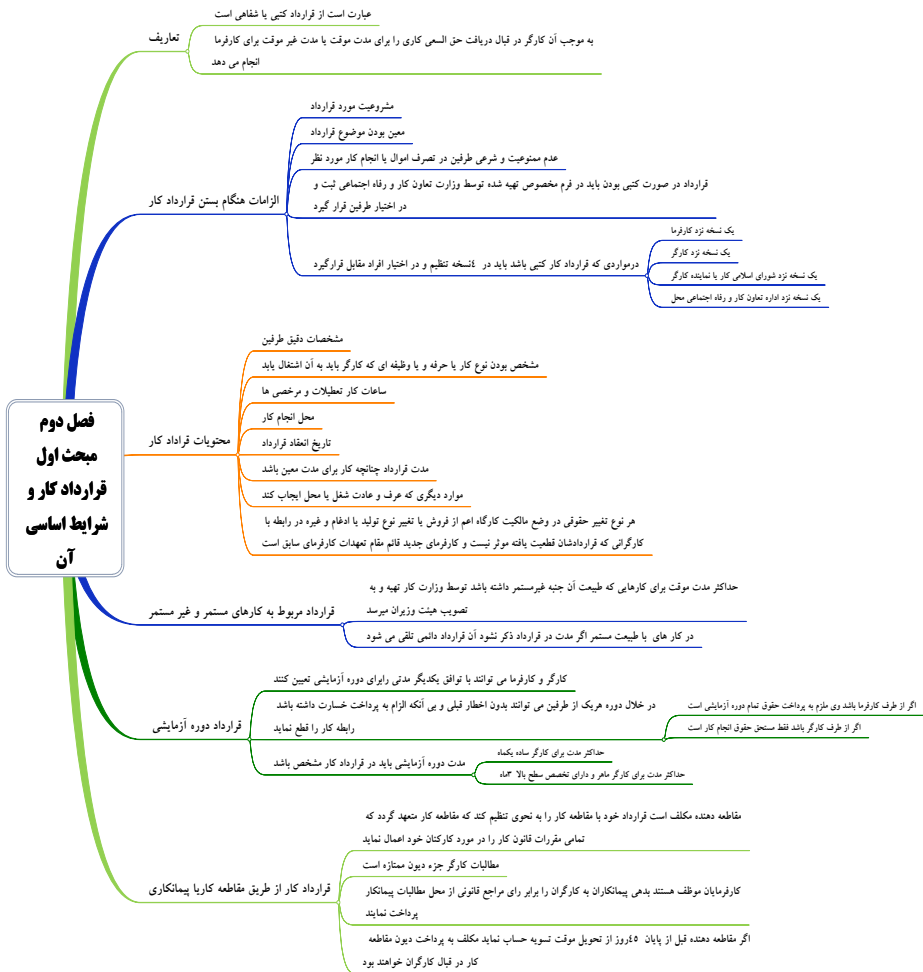 فصل دوم
مبحث اول
قرارداد کار و
شرایط اساسی
آن
تعاریف
عبارت است از قرارداد کتبی یا شفاهی است
به موجب آن کارگر در قبال دریافت حق السعی کاری را برای مدت موقت یا مدت غیر موقت برای کارفرما
انجام می دهد
الزامات هنگام بستن قرارداد کار
مشروعیت مورد قرارداد
معین بودن موضوع قرارداد
عدم ممنوعیت و شرعی طرفین در تصرف اموال یا انجام کار مورد نظر
قرارداد در صورت کتبی بودن باید در فرم مخصوص تهیه شده توسط وزارت تعاون کار و رفاه اجتماعی ثبت و
در اختیار طرفین قرار گیرد
درمواردی که قرارداد کار کتبی باشد باید در ٤نسخه تنظیم و در اختیار افراد مقابل قرارگیرد
یک نسخه نزد کارفرما
یک نسخه نزد کارگر
یک نسخه نزد شورای اسلامی کار یا نماینده کارگر
یک نسخه نزد اداره تعاون کار و رفاه اجتماعی محل
محتویات قراداد کار
مشخصات دقیق طرفین
مشخص بودن نوع کار یا حرفه و یا وظیفه ای که کارگر باید به آن اشتغال یابد
ساعات کار تعطیلات و مرخصی ها
محل انجام کار
تاریخ انعقاد قرارداد
مدت قرارداد چنانچه کار برای مدت معین باشد
موارد دیگری که عرف و عادت شغل یا محل ایجاب کند
هر نوع تغییر حقوقی در وضع مالکیت کارگاه اعم از فروش یا تغییر نوع تولید یا ادغام و غیره در رابطه با
کارگرانی که قراردادشان قطعیت یافته موثر نیست و کارفرمای جدید قائم مقام تعهدات کارفرمای سابق است
قرارداد مربوط به کارهای مستمر و غیر مستمر
حداکثر مدت موقت برای کارهایی که طبیعت آن جنبه غیرمستمر داشته باشد توسط وزارت کار تهیه و به
تصویب هیئت وزیران میرسد
در کار های با طبیعت مستمر اگر مدت در قرارداد ذکر نشود آن قرارداد دائمی تلقی می شود
قرارداد دوره آزمایشی
کارگر و کارفرما می توانند با توافق یکدیگر مدتی رابرای دوره آزمایشی تعیین کنند
در خلال دوره هریک از طرفین می توانند بدون اخطار قبلی و بی آنکه الزام به پرداخت خسارت داشته باشد
رابطه کار را قطع نماید
اگر از طرف کارفرما باشد وی ملزم به پرداخت حقوق تمام دوره آزمایشی است
اگر از طرف کارگر باشد فقط مستحق حقوق انجام کار است
مدت دوره آزمایشی باید در قرارداد کار مشخص باشد
حداکثر مدت برای کارگر ساده یکماه
حداکثر مدت برای کارگر ماهر و دارای تخصص سطح بالا ۳ماه
قرارداد کار از طریق مقاطعه کاریا پیمانکاری
مقاطعه دهنده مکلف است قرارداد خود با مقاطعه کار را به نحوی تنظیم کند که مقاطعه کار متعهد گردد که
تمامی مقررات قانون کار را در مورد کارکنان خود اعمال نماید
مطالبات کارگر جزء دیون ممتازه است
کارفرمایان موظف هستند بدهی پیمانکاران به کارگران را برابر رای مراجع قانونی از محل مطالبات پیمانکار
پرداخت نمایند
اگر مقاطعه دهنده قبل از پایان ٤٥روز از تحویل موقت تسویه حساب نماید مکلف به پرداخت دیون مقاطعه
کار در قبال کارگران خواهند بود